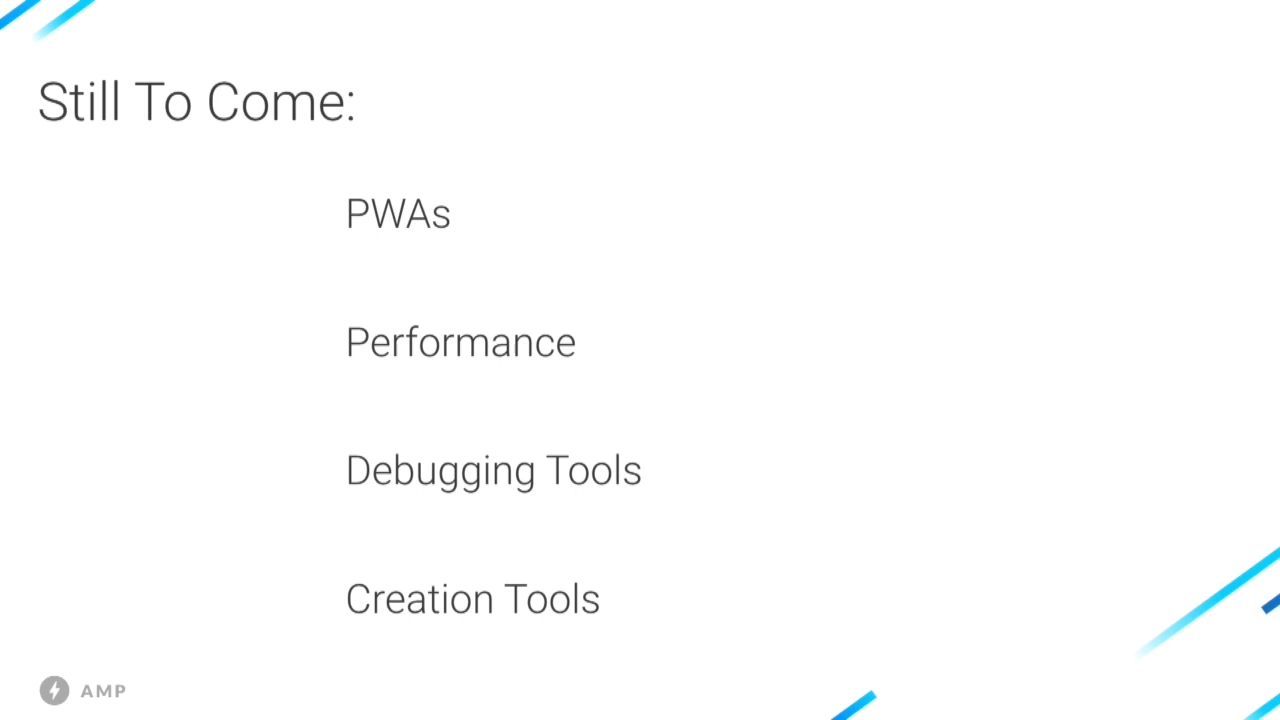 Still To Come:
PWAs
Performance
Debugging Tools
Creation Tools
AMP